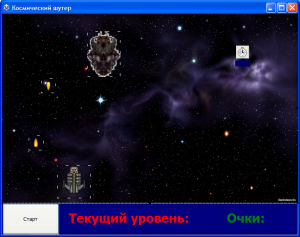 Космический шутер
Старт
Текущий уровень:
Очки: